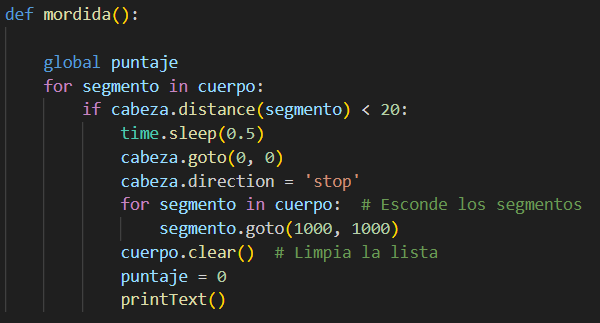 def mordida():
global puntaje
for segmento in cuerpo:
if cabeza.distance(segmento) < 20:
time.sleep(0.5)
cabeza.goto(0, 0)
cabeza.direction = 'stop'
for segmento in cuerpo:  # Esconde los segmentos
segmento.goto(1000, 1000)
cuerpo.clear()  # Limpia la lista
puntaje = 0
printText()